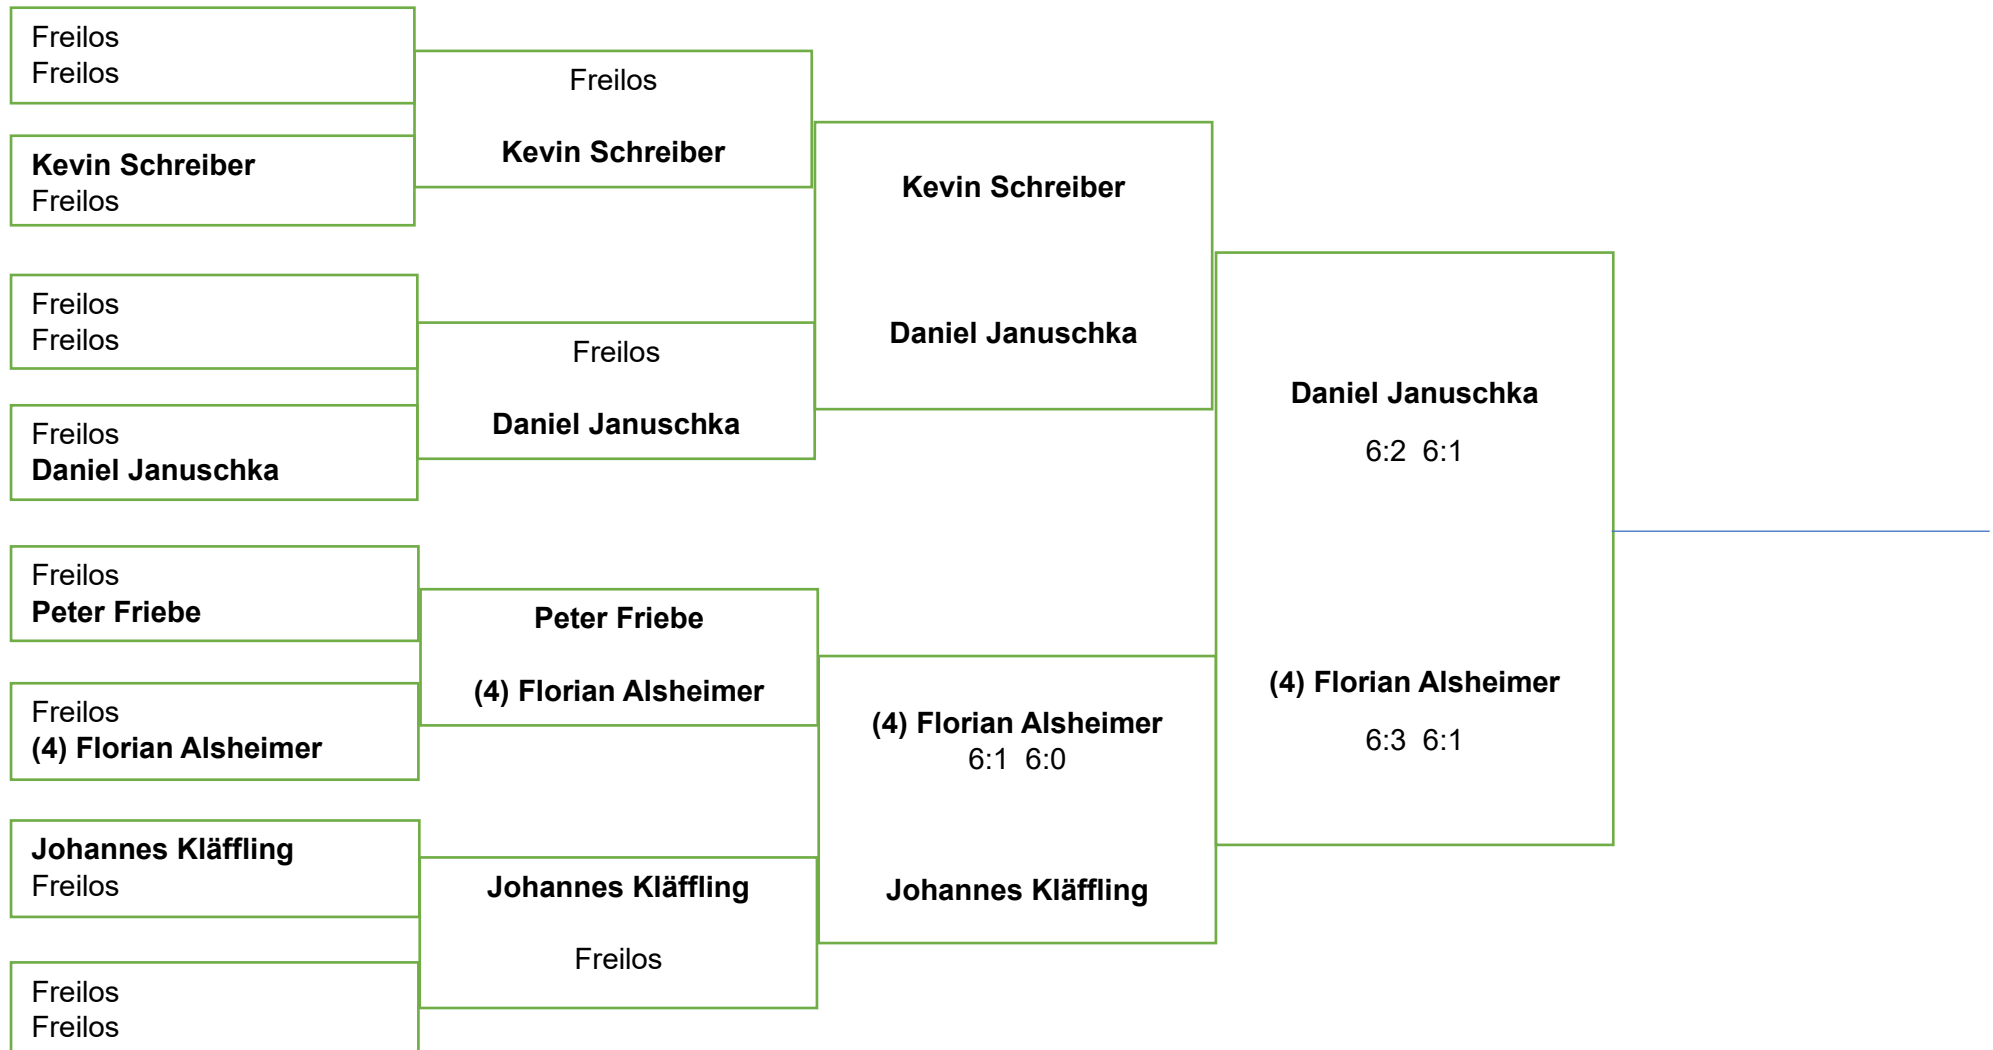 Freilos
Freilos
Kevin Schreiber
Freilos
Freilos
Freilos
Freilos
Daniel Januschka
Freilos
Peter Friebe
Freilos
(4) Florian Alsheimer
Johannes Kläffling
Freilos
Freilos
Freilos
Freilos
Kevin Schreiber
Freilos
Daniel Januschka
Peter Friebe
(4) Florian Alsheimer
Johannes Kläffling
Freilos
Kevin Schreiber
Daniel Januschka
(4) Florian Alsheimer
6:1 6:0
Johannes Kläffling
Daniel Januschka
6:2 6:1
(4) Florian Alsheimer
6:3 6:1